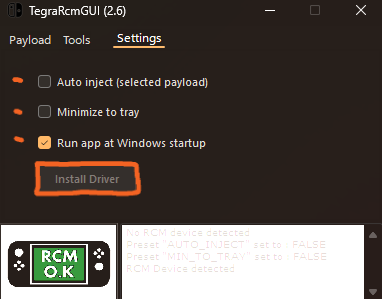 TegraRcmGUI (2.6)
Payload Tools Settings
Auto inject (selected payload)
Minimize to tray
Run app at Windows startup
Install Driver
RCM
O.K
No RCM device detected
Preset "AUTO_INJECT" set to : FALSE
Preset "MIN_TO_TRAY" set to : FALSE
RCM Device detected